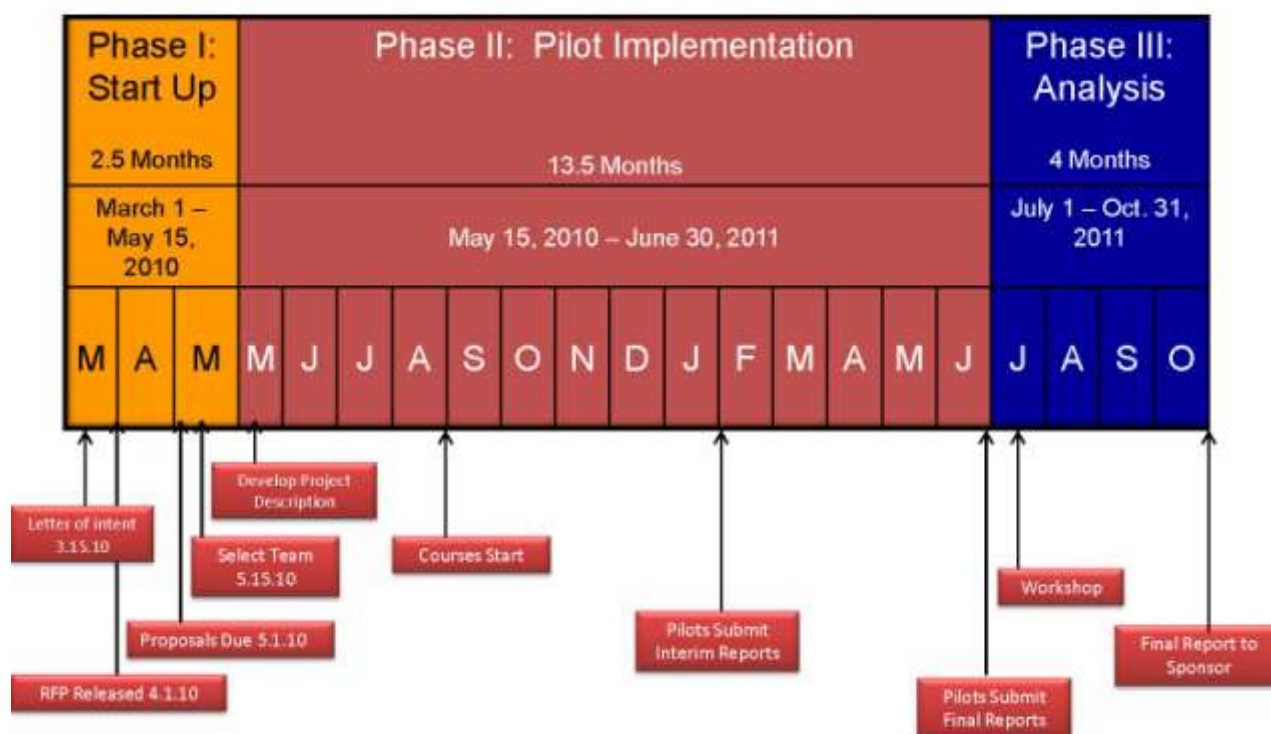 Phase I:
Start Up
2.5 Months
March 1 –
May 15,
2010
Phase II: Pilot Implementation
13.5 Months
May 15, 2010 – June 30, 2011
Phase III:
Analysis
4 Months
July 1 – Oct. 31,
2011
M A M M J J A S O N D J F M A M J J A S O
Letter of intent
3.15.10
RFP Released 4.1.10
Proposals Due 5.1.10
Select Team
5.15.10
Develop Project
Description
Courses Start
Pilots Submit
Interim Reports
Pilots Submit
Final Reports
Workshop
Final Report to
Sponsor